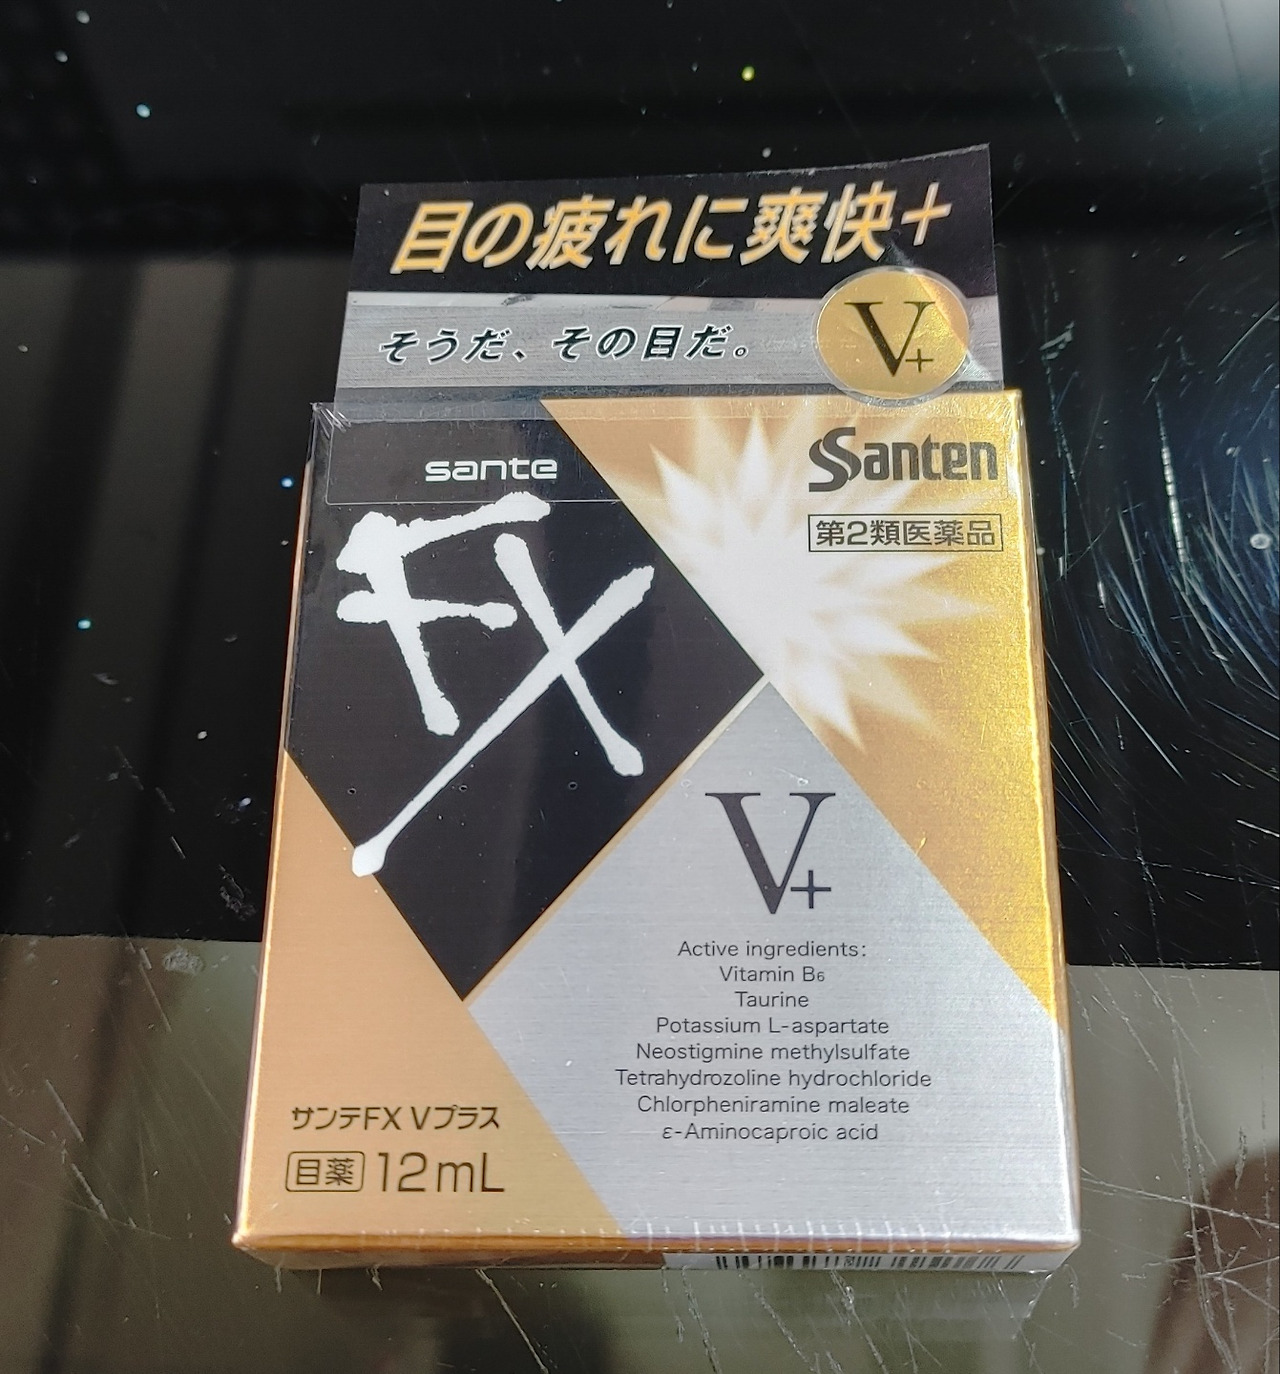 目の疲れに爽快+
そうだ、その目だ。
V+
sante
FX
Santen
第2類医薬品
V+
Active ingredients:
Vitamin B6
Taurine
Potassium L-aspartate
Neostigmine methylsulfate
Tetrahydrozoline hydrochloride
Chlorpheniramine maleate
ε-Aminocaproic acid
サンテFX Vプラス
目薬 12mL